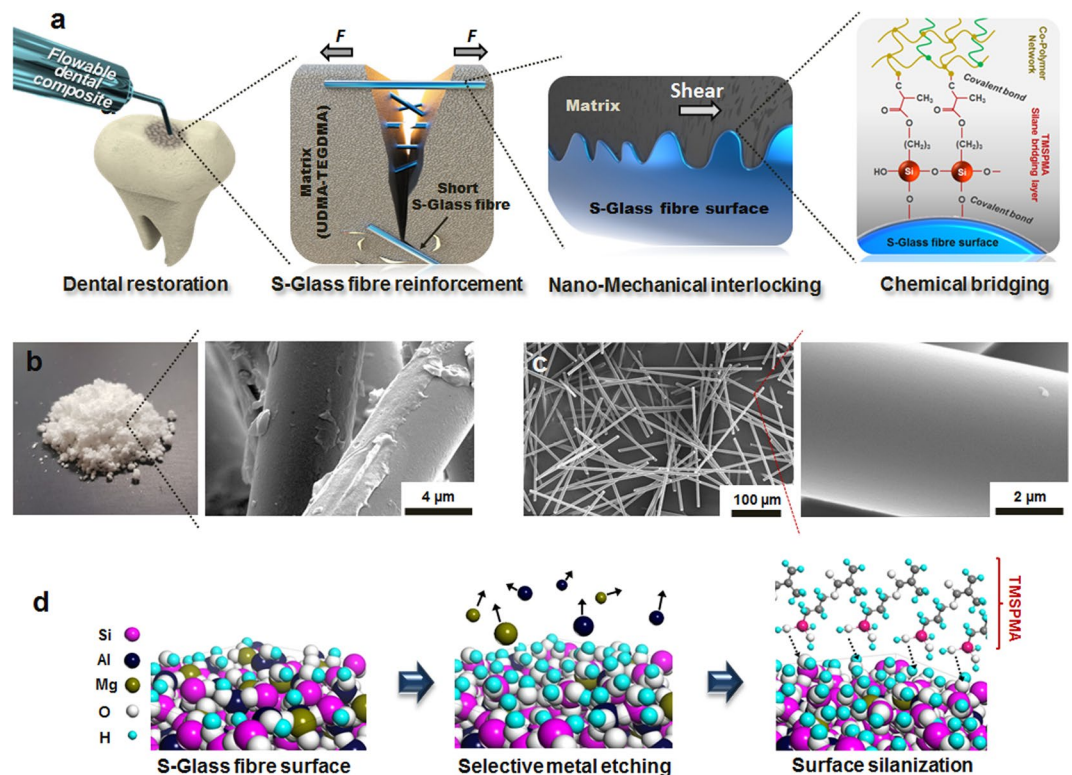 a
Flowable
dental
composite
Dental restoration
F
F
Matrix
(UDMA-TEGDMA)
Short
S-Glass fibre
S-Glass fibre reinforcement
Matrix
Shear
S-Glass fibre surface
Nano-Mechanical interlocking
Co-Polymer
Network
Covalent bond
CH3
CH3
O
O
O
O
(CH2)3
(CH2)3
TMSPMA
Silane bridging layer
HO
Si
O
Si
O
O
O
Covalent bond
S-Glass fibre surface
Chemical bridging
b
4 µm
c
100 µm
2 µm
d
Si
Al
Mg
O
H
S-Glass fibre surface
Selective metal etching
TMSPMA
Surface silanization